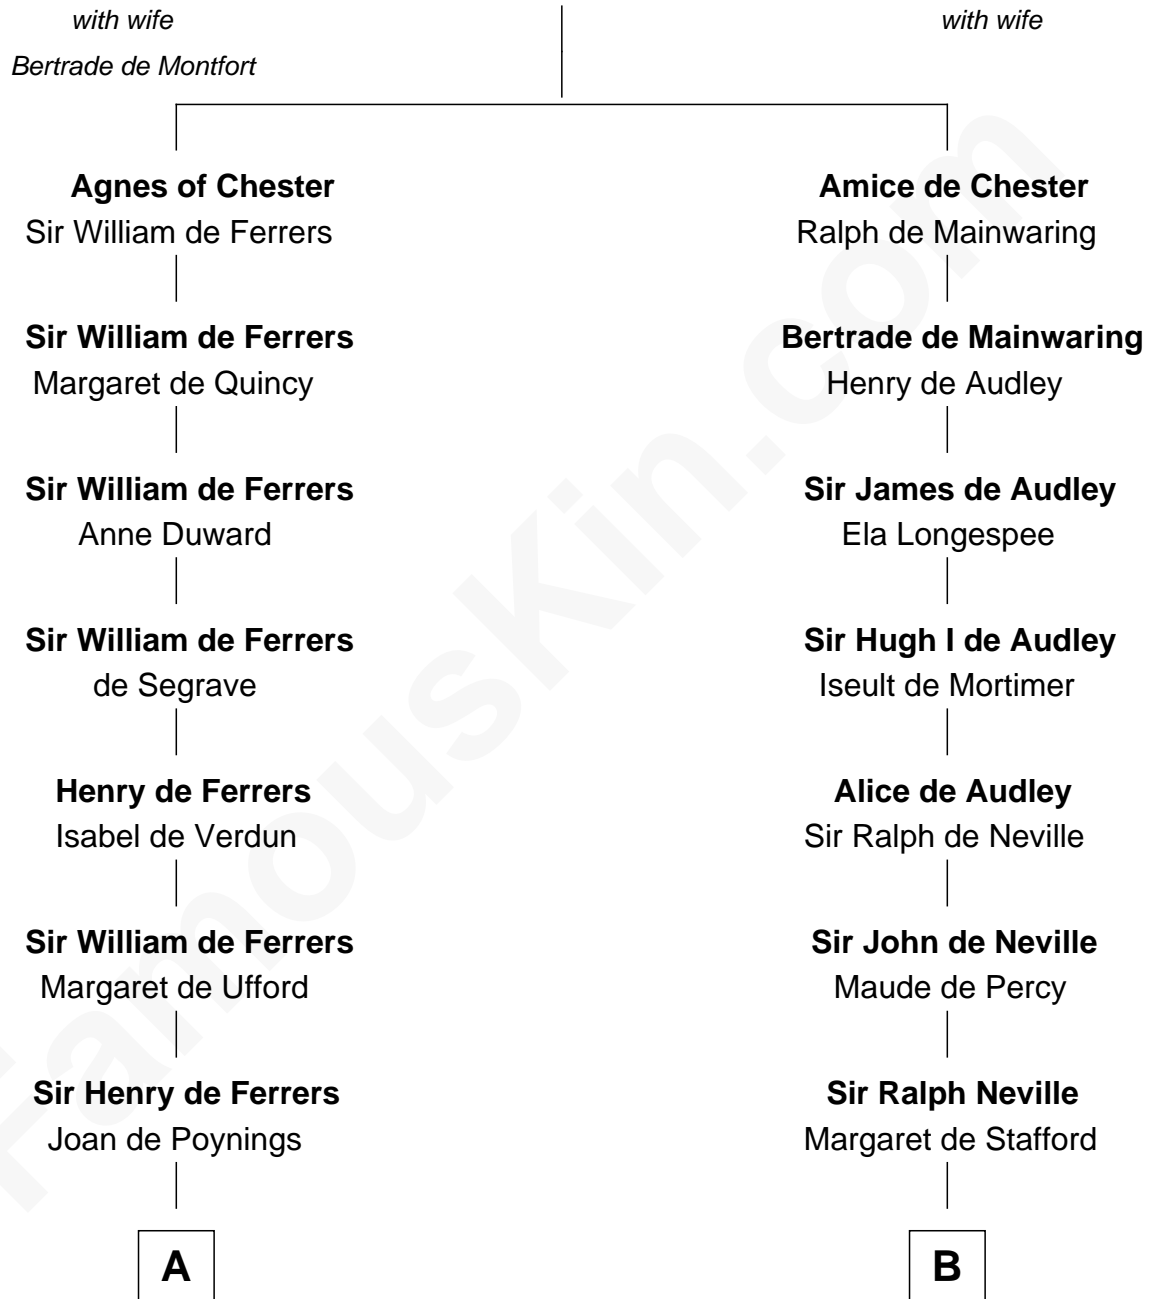 with wife
with wife
Bertrade de Montfort
Agnes of Chester
Sir William de Ferrers
Amice de Chester
Ralph de Mainwaring
Sir William de Ferrers
Margaret de Quincy
Bertrade de Mainwaring
Henry de Audley
Sir William de Ferrers
Anne Duward
Sir James de Audley
Ela Longespee
Sir William de Ferrers
de Segrave
Sir Hugh I de Audley
Iseult de Mortimer
Henry de Ferrers
Isabel de Verdun
Alice de Audley
Sir Ralph de Neville
Sir William de Ferrers
Margaret de Ufford
Sir John de Neville
Maude de Percy
Sir Henry de Ferrers
Joan de Poynings
Sir Ralph Neville
Margaret de Stafford
A
B
FamousKin.com